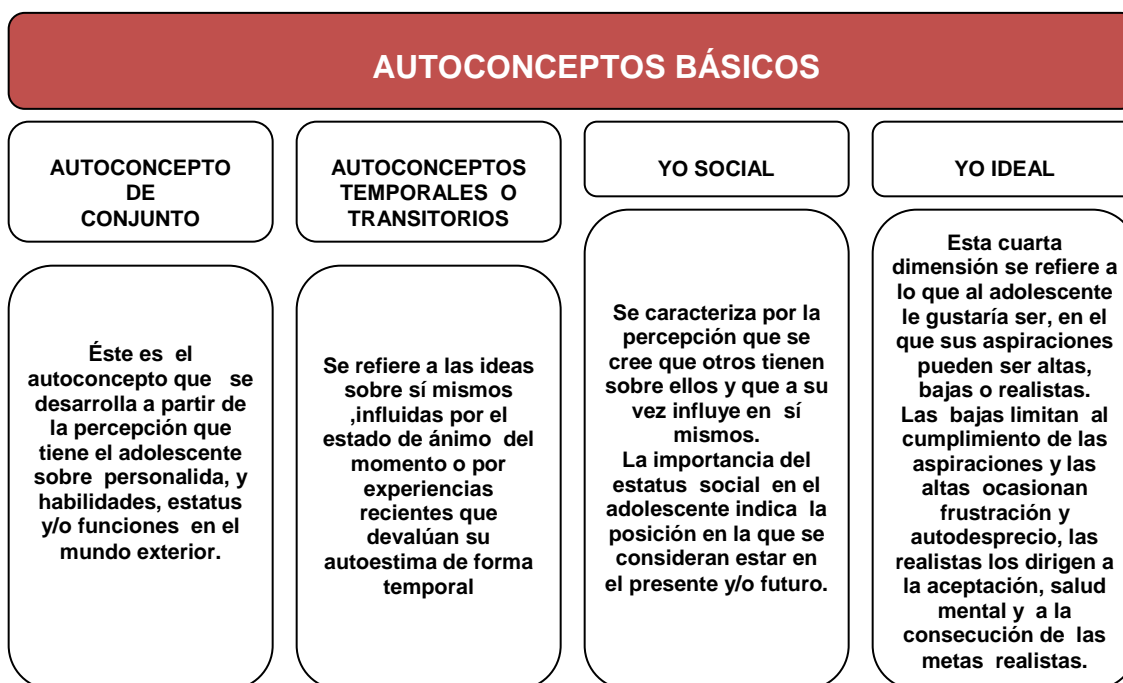 AUTOCONCEPTOS BÁSICOS
AUTOCONCEPTO
DE
CONJUNTO
Éste es el
autoconcepto que se
desarrolla a partir de
la percepción que
tiene el adolescente
sobre personalida, y
habilidades, estatus
y/o funciones en el
mundo exterior.
AUTOCONCEPTOS
TEMPORALES O
TRANSITORIOS
Se refiere a las ideas
sobre sí mismos
,influidas por el
estado de ánimo del
momento o por
experiencias
recientes que
devalúan su
autoestima de forma
temporal
YO SOCIAL
Se caracteriza por la
percepción que se
cree que otros tienen
sobre ellos y que a su
vez influye en sí
mismos.
La importancia del
estatus social en el
adolescente indica la
posición en la que se
consideran estar en
el presente y/o futuro.
YO IDEAL
Esta cuarta
dimensión se refiere a
lo que al adolescente
le gustaría ser, en el
que sus aspiraciones
pueden ser altas,
bajas o realistas.
Las bajas limitan al
cumplimiento de las
aspiraciones y las
altas ocasionan
frustración y
autodesprecio, las
realistas los dirigen a
la aceptación, salud
mental y a la
consecución de las
metas realistas.